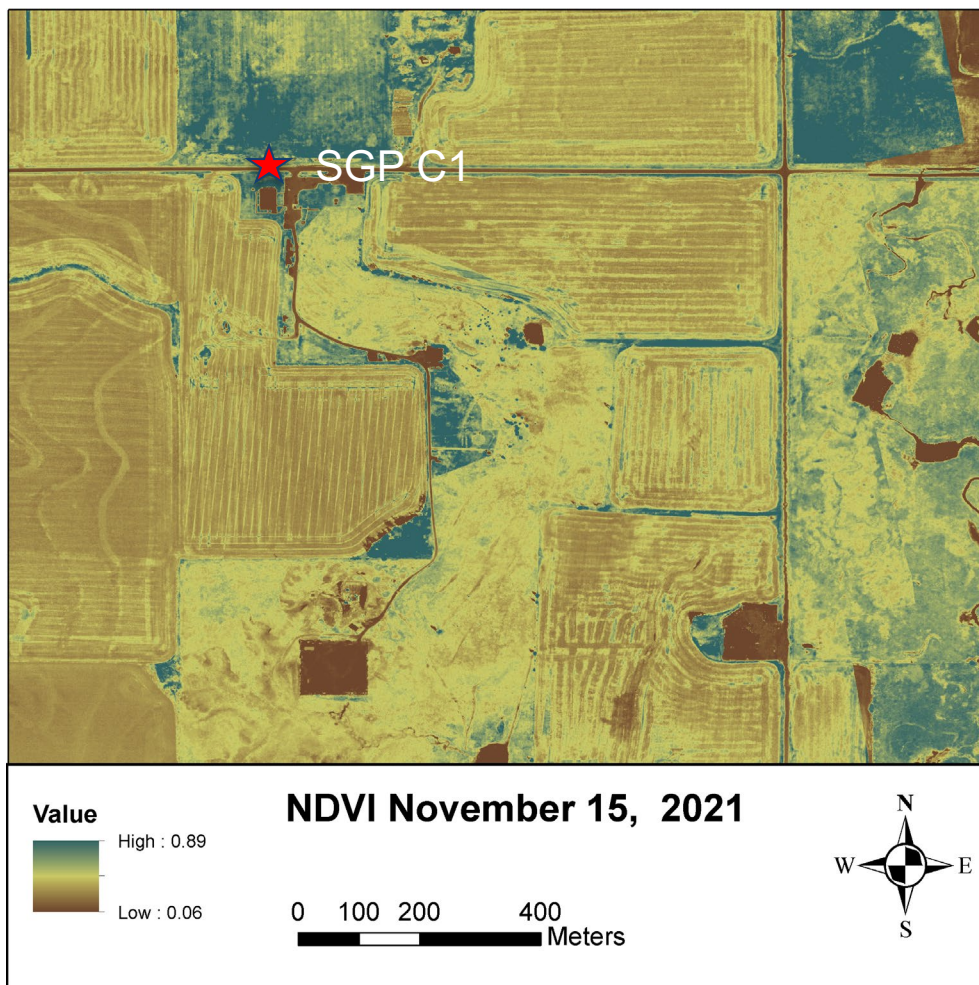 SGP C1
Value
High : 0.89
Low : 0.06
NDVI November 15, 2021
0 100 200 400
Meters
N
W E
S